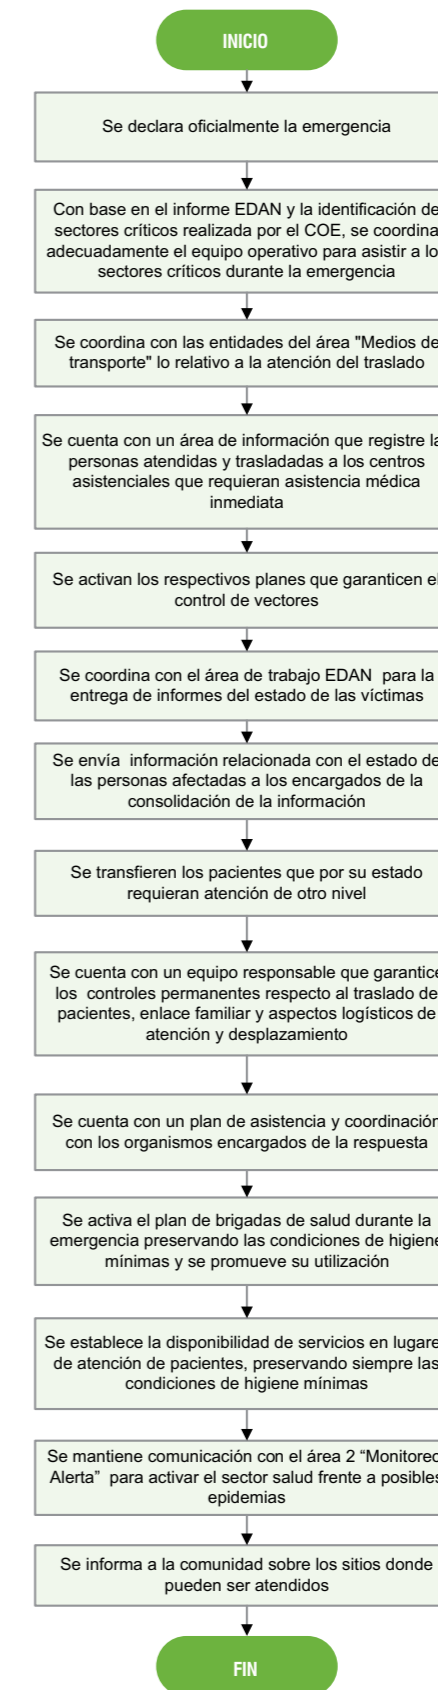 INICIO
Se declara oficialmente la emergencia
Con base en el informe EDAN y la identificación de
sectores críticos realizada por el COE, se coordina
adecuadamente el equipo operativo para asistir a lo
sectores críticos durante la emergencia
Se coordina con las entidades del área "Medios de
transporte" lo relativo a la atención del traslado
Se cuenta con un área de información que registre la
personas atendidas y trasladadas a los centros
asistenciales que requieran asistencia médica
inmediata
Se activan los respectivos planes que garanticen el
control de vectores
Se coordina con el área de trabajo EDAN para la
entrega de informes del estado de las víctimas
Se envía información relacionada con el estado de
las personas afectadas a los encargados de la
consolidación de la información
Se transfieren los pacientes que por su estado
requieran atención de otro nivel
Se cuenta con un equipo responsable que garantice
los controles permanentes respecto al traslado de
pacientes, enlace familiar y aspectos logísticos de
atención y desplazamiento
Se cuenta con un plan de asistencia y coordinación
con los organismos encargados de la respuesta
Se activa el plan de brigadas de salud durante la
emergencia preservando las condiciones de higiene
mínimas y se promueve su utilización
Se establece la disponibilidad de servicios en lugare
de atención de pacientes, preservando siempre las
condiciones de higiene mínimas
Se mantiene comunicación con el área 2 “Monitoreo
Alerta” para activar el sector salud frente a posibles
epidemias
Se informa a la comunidad sobre los sitios donde
pueden ser atendidos
FIN